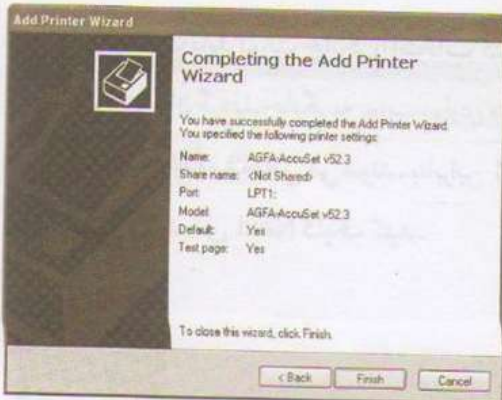 Add Printer Wizard
Completing the Add Printer
Wizard
You have successfully completed the Add Printer Wizard.
You specified the following printer settings:
Name: AGFA-AccuSet v52.3
Share name: <Not Shared>
Port: LPT1:
Model: AGFA-AccuSet v52.3
Default: Yes
Test page: Yes
To close this wizard, click Finish.
< Back Finish Cancel